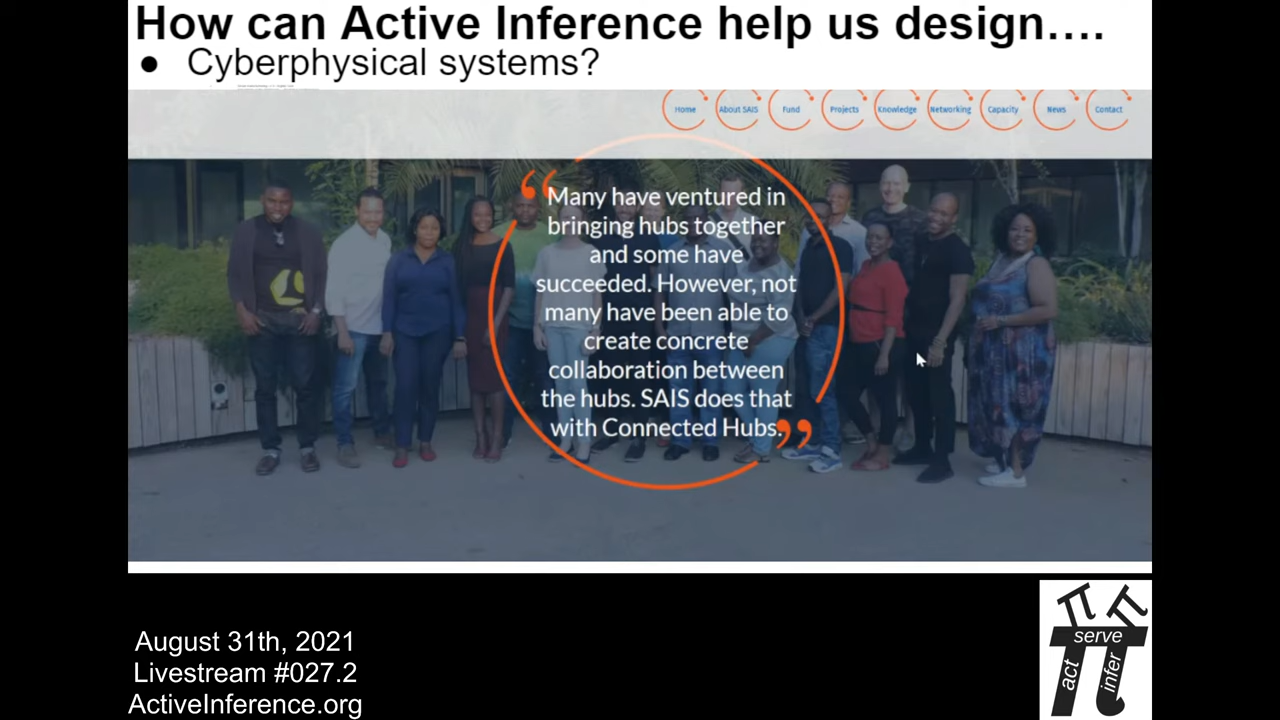 How can Active Inference help us design….
● Cyberphysical systems?
Home About SAIS Fund Projects Knowledge Networking Capacity News Contact
“Many have ventured in
bringing hubs together
and some have
succeeded. However, not
many have been able to
create concrete
collaboration between
the hubs. SAIS does that
with Connected Hubs.”
August 31th, 2021
Livestream #027.2
ActiveInference.org
serve
act
infer